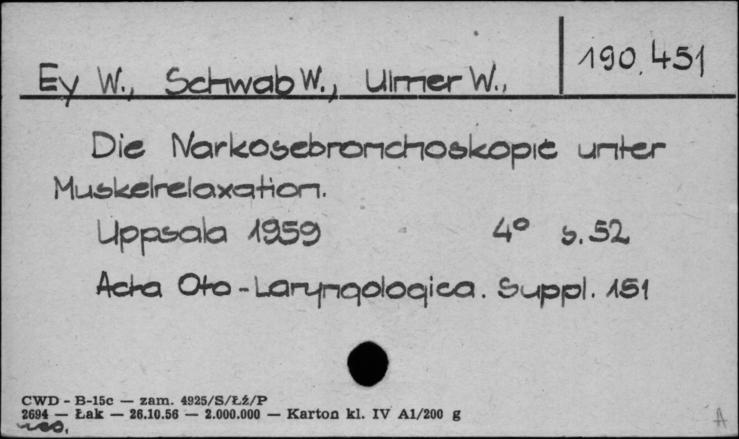 Ey W., Schwab W., Ulmer W., 190.451
Die Narkosebronchoskopie unter
Muskelrelaxation.
Uppsala 1959 4° s. 52
Acta Oto-Laryngologica. Suppl. 151
CWD - B-15c — zam. 4925/S/ŁŻ/P
2694 — Łak — 26.10.56 — 2.000.000 — Karton kl. IV A1/200 g
A